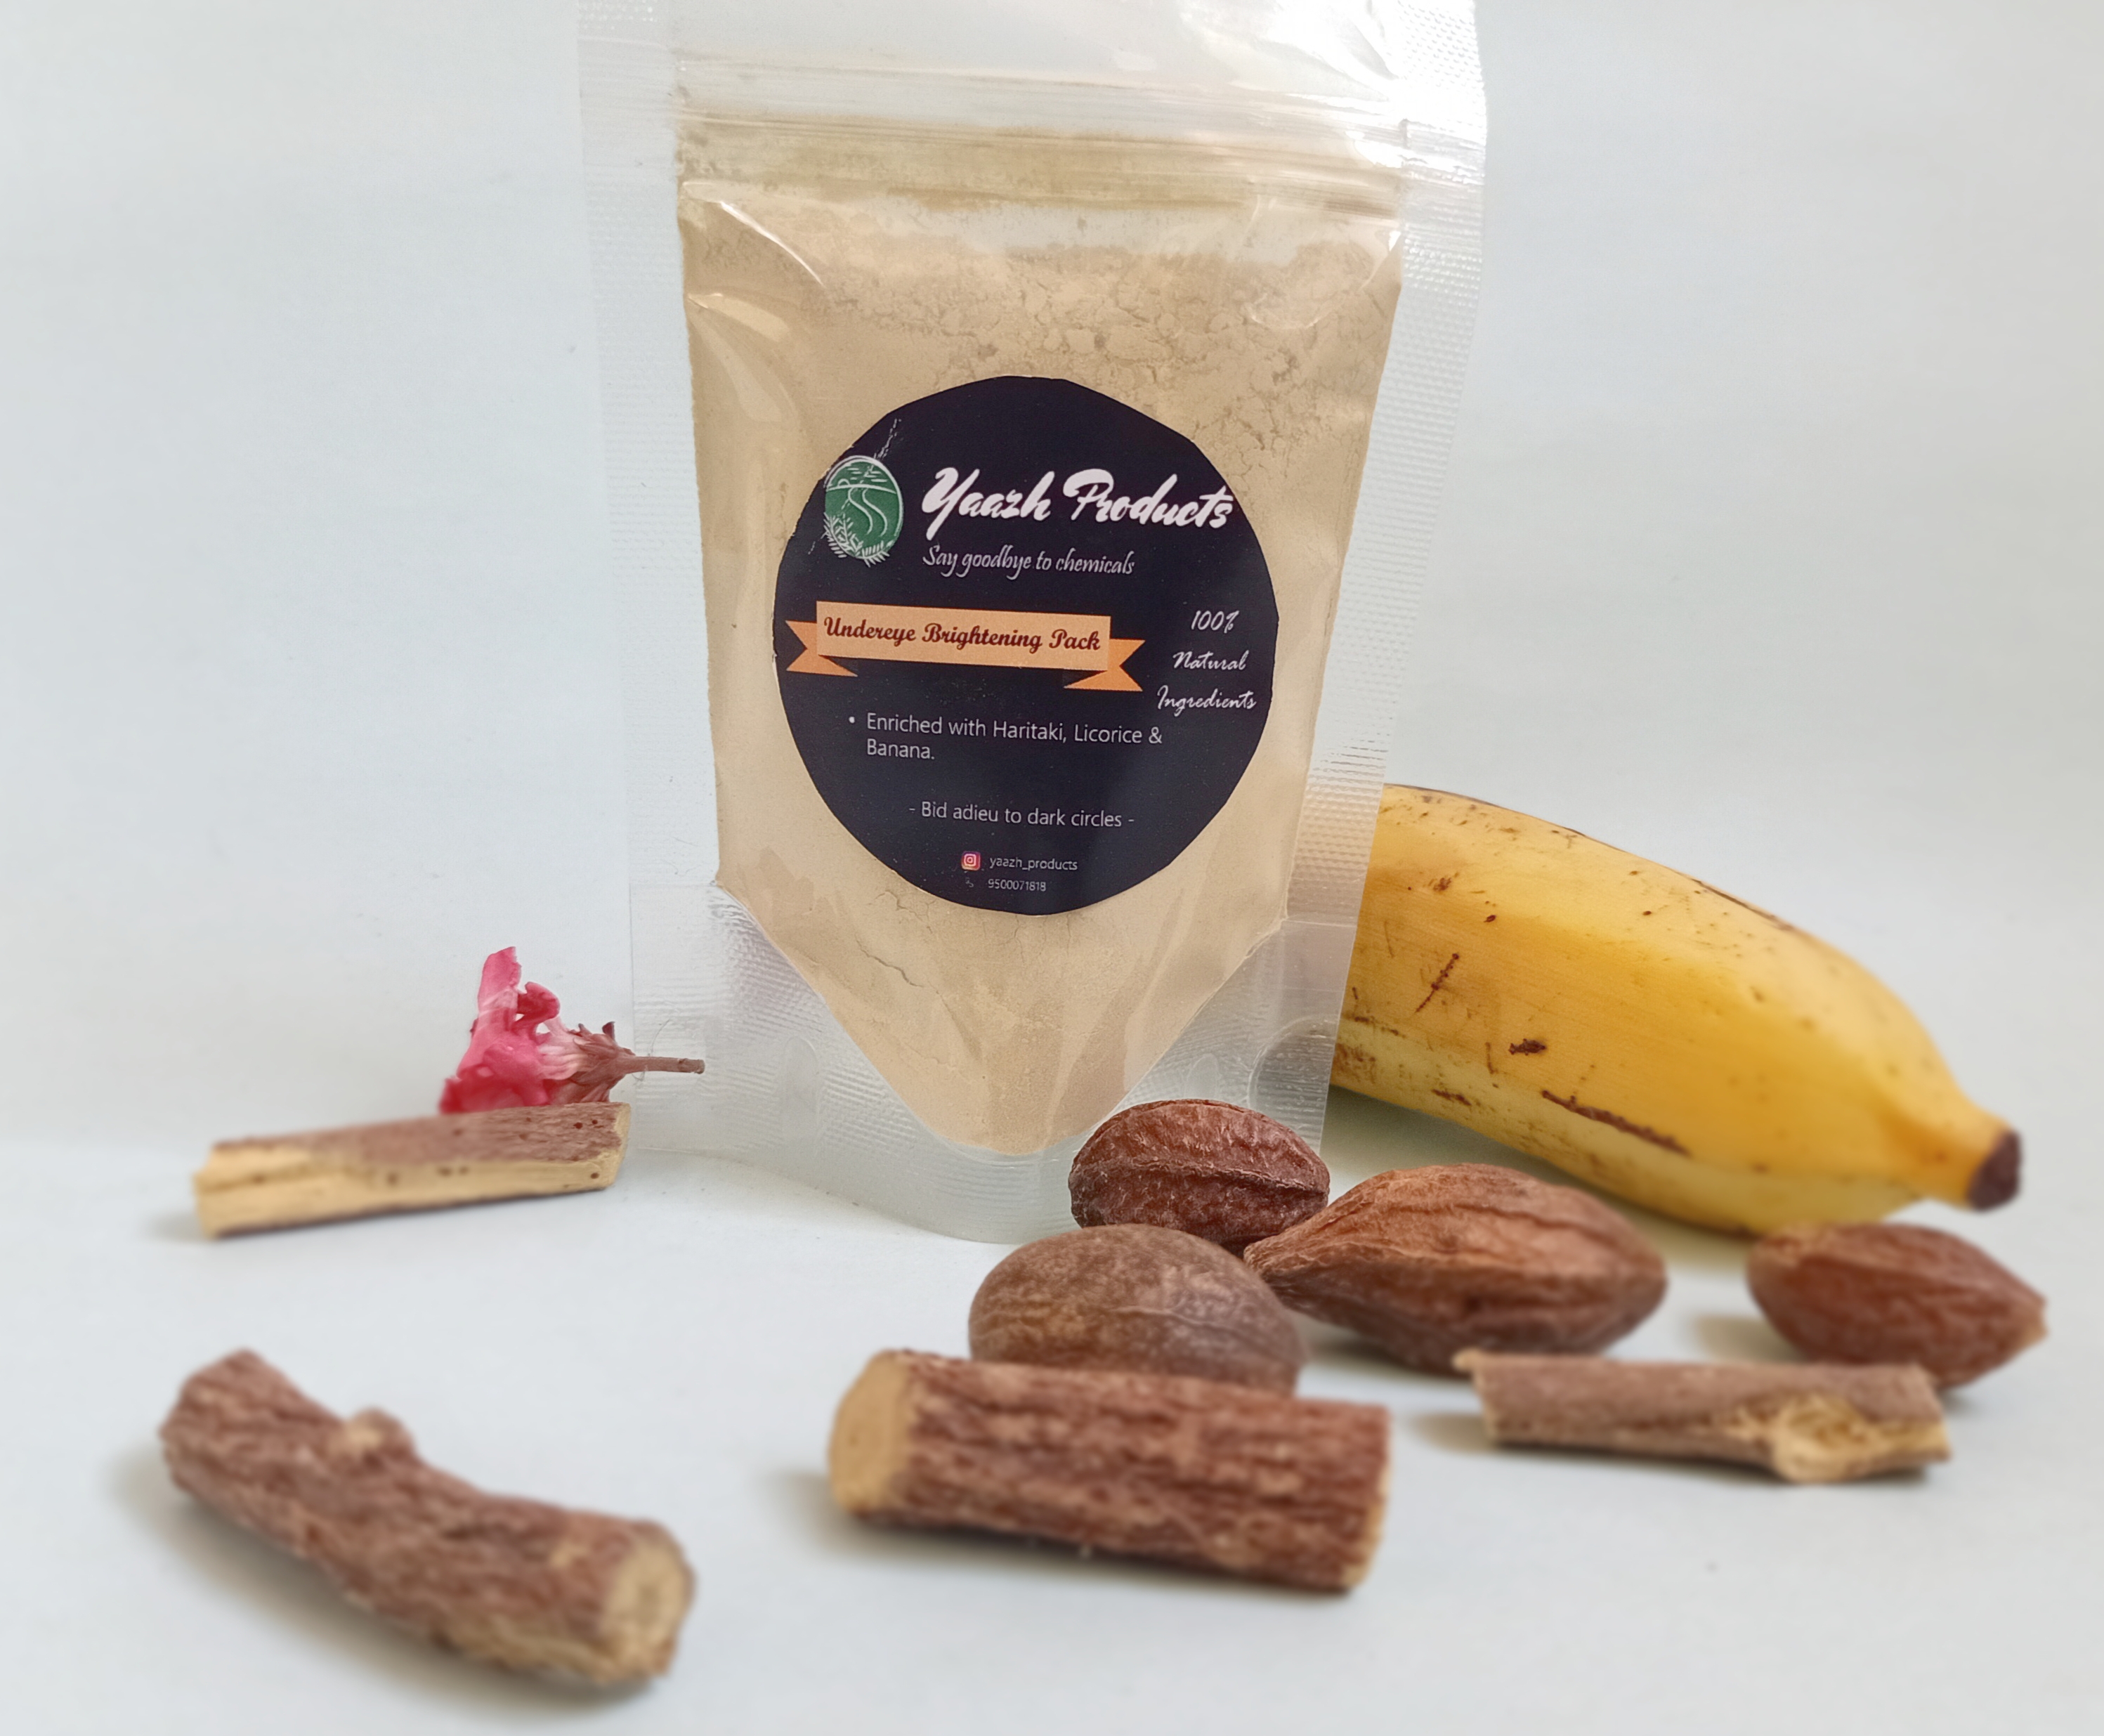 Yaazh Products
Say goodbye to chemicals
Undereye Brightening Pack
100%
Natural
Ingredients
• Enriched with Haritaki, Licorice &
Banana.
- Bid adieu to dark circles -
yaazh_products
9500071818